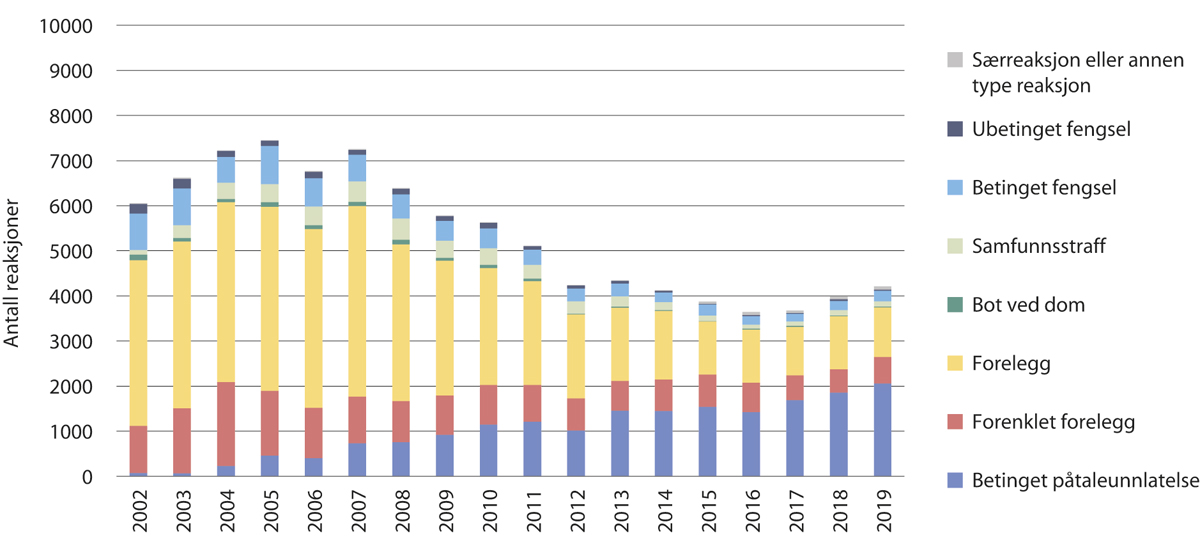 10000
9000
8000
7000
6000
5000
4000
3000
2000
1000
0
Antall reaksjoner
2002
2003
2004
2005
2006
2007
2008
2009
2010
2011
2012
2013
2014
2015
2016
2017
2018
2019
Særreaksjon eller annen
type reaksjon
Ubetinget fengsel
Betinget fengsel
Samfunnsstraff
Bot ved dom
Forelegg
Forenklet forelegg
Betinget påtaleunnlatelse